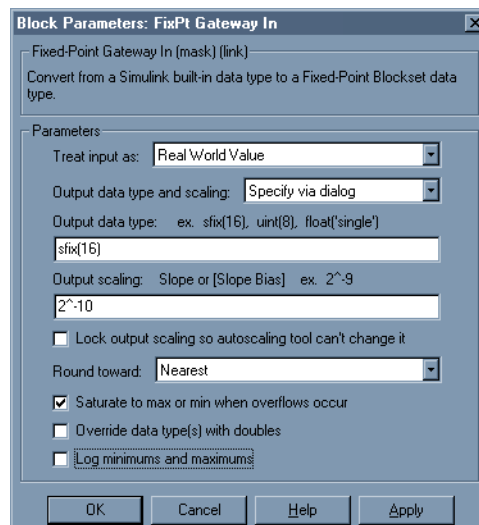 Block Parameters: FixPt Gateway In
Fixed-Point Gateway In (mask) (link)
Convert from a Simulink built-in data type to a Fixed-Point Blockset data
type.
Parameters
Treat input as: Real World Value
Output data type and scaling: Specify via dialog
Output data type: ex. sfix(16), uint(8), float('single')
sfix(16)
Output scaling: Slope or [Slope Bias] ex. 2^-9
2^-10
Lock output scaling so autoscaling tool can't change it
Round toward: Nearest
Saturate to max or min when overflows occur
Override data type(s) with doubles
Log minimums and maximums
OK Cancel Help Apply